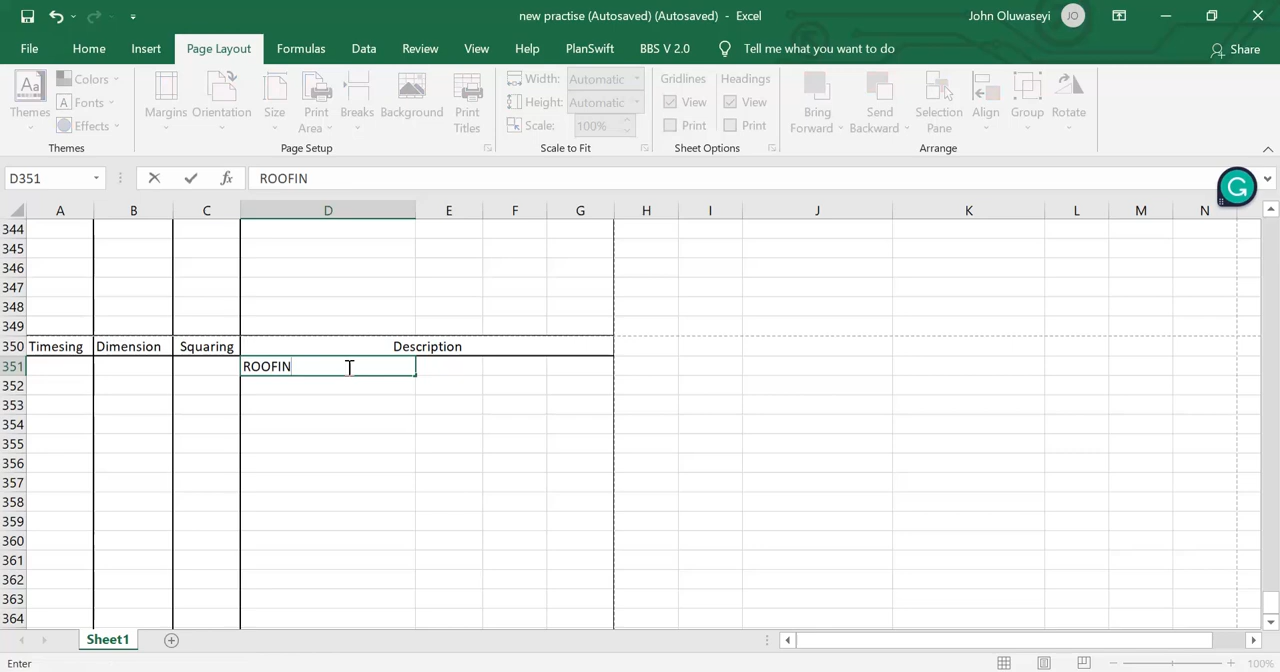 new practise (Autosaved) (Autosaved) - Excel
John Oluwaseyi JO
File Home Insert Page Layout Formulas Data Review View Help PlanSwift BBS V 2.0 Tell me what you want to do Share
Aa Colors Width: Automatic Gridlines Headings
Fonts Height: Automatic View View
Themes Effects Margins Orientation Size Print Area Breaks Background Print Titles Scale: 100% Print Print Bring Forward Send Backward Selection Pane Align Group Rotate
Themes Page Setup Scale to Fit Sheet Options Arrange
D351 fx ROOFIN
G
A B C D E F G H I J K L M N
344
345
346
347
348
349
350 Timesing Dimension Squaring Description
351 ROOFIN
352
353
354
355
356
357
358
359
360
361
362
363
364
Sheet1
Enter 100%